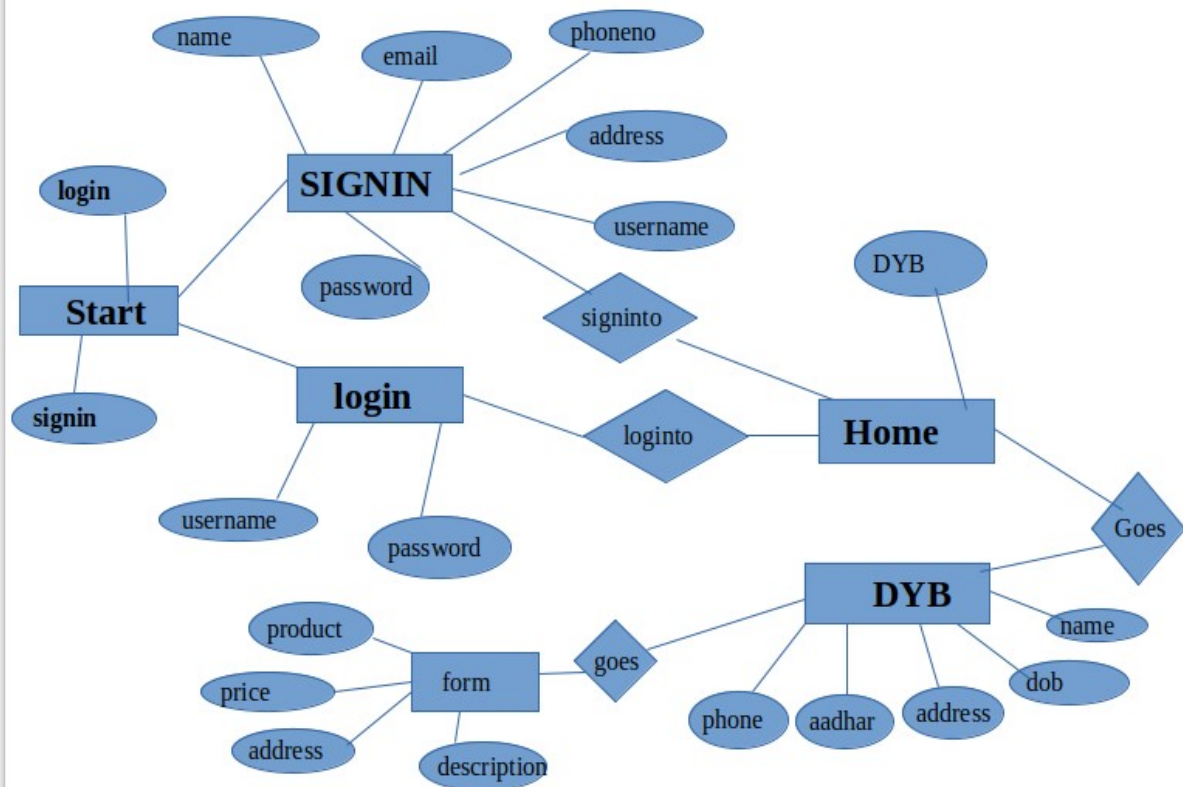 name
email
phoneno
address
login
SIGNIN
username
DYB
password
Start
signinto
login
signin
loginto
Home
username
password
Goes
DYB
product
name
form
goes
price
dob
phone
aadhar
address
address
description